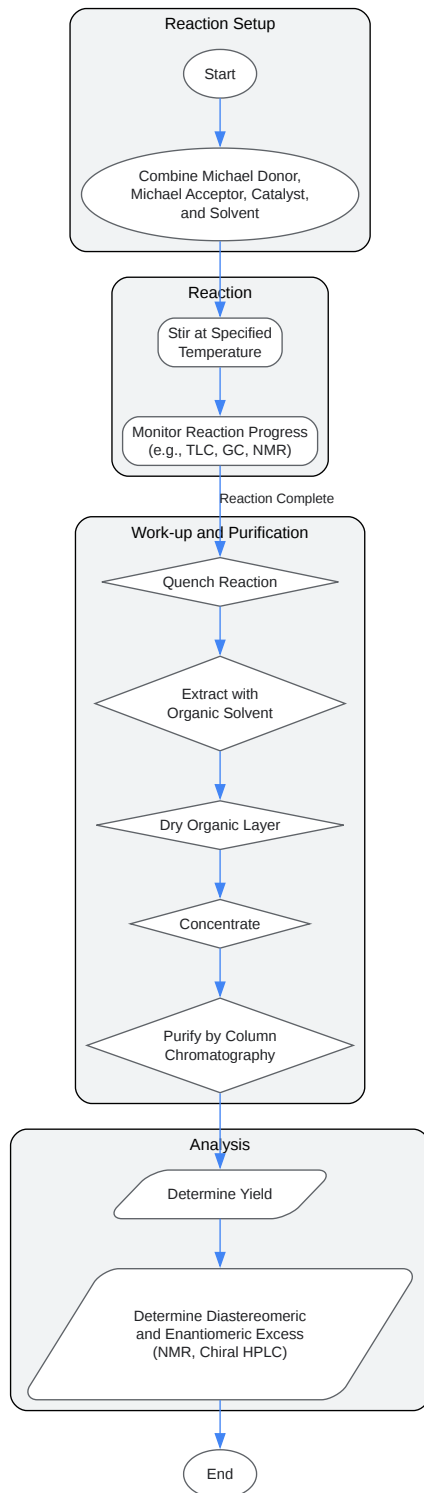 Reaction Setup
Start
Combine Michael Donor,
Michael Acceptor, Catalyst,
and Solvent
Reaction
Stir at Specified
Temperature
Monitor Reaction Progress
(e.g., TLC, GC, NMR)
Reaction Complete
Work-up and Purification
Quench Reaction
Extract with
Organic Solvent
Dry Organic Layer
Concentrate
Purify by Column
Chromatography
Analysis
Determine Yield
Determine Diastereomeric
and Enantiomeric Excess
(NMR, Chiral HPLC)
End